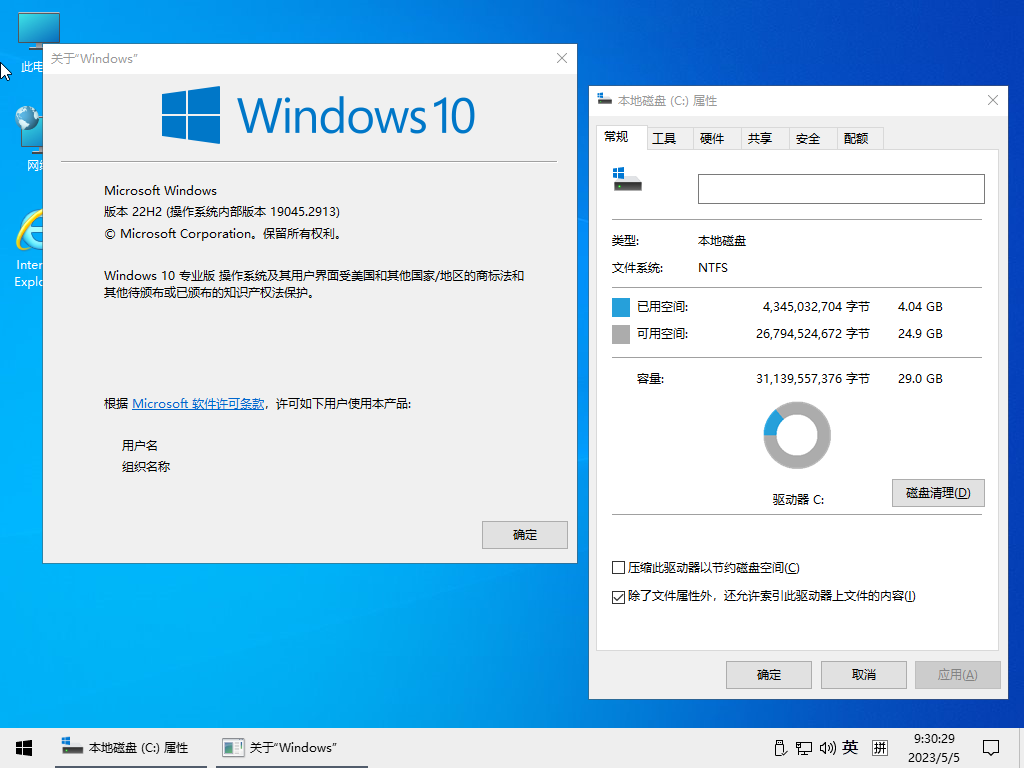 此电
网络
Inter
Explo
关于“Windows”
Windows 10
Microsoft Windows
版本 22H2 (操作系统内部版本 19045.2913)
© Microsoft Corporation。保留所有权利。
Windows 10 专业版 操作系统及其用户界面受美国和其他国家/地区的商标法和
其他待颁布或已颁布的知识产权法保护。
根据 Microsoft 软件许可条款，许可如下用户使用本产品:
用户名
组织名称
确定
本地磁盘 (C:) 属性
常规 工具 硬件 共享 安全 配额
类型: 本地磁盘
文件系统: NTFS
已用空间: 4,345,032,704 字节 4.04 GB
可用空间: 26,794,524,672 字节 24.9 GB
容量: 31,139,557,376 字节 29.0 GB
驱动器 C:
磁盘清理(D)
压缩此驱动器以节约磁盘空间(C)
除了文件属性外，还允许索引此驱动器上文件的内容(I)
确定 取消 应用(A)
本地磁盘 (C:) 属性 关于“Windows” 英 拼
9:30:29
2023/5/5